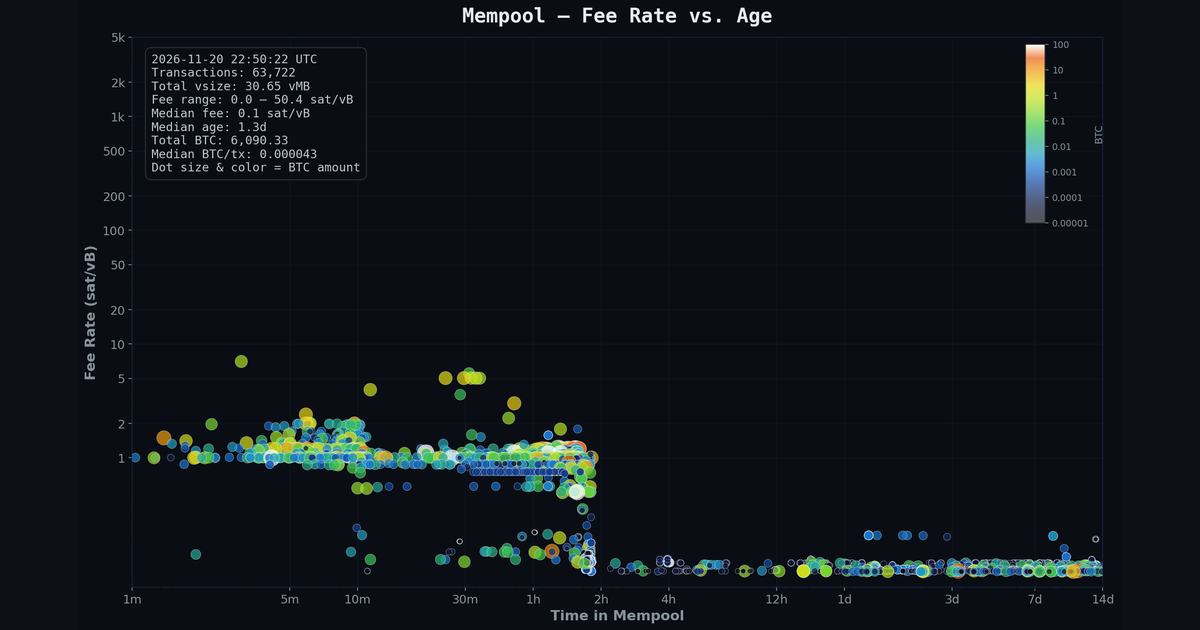 Mempool — Fee Rate vs. Age
2026-11-20 22:50:22 UTC
Transactions: 63,722
Total vsize: 30.65 vMB
Fee range: 0.0 – 50.4 sat/vB
Median fee: 0.1 sat/vB
Median age: 1.3d
Total BTC: 6,090.33
Median BTC/tx: 0.000043
Dot size & color = BTC amount
100
10
1
0.1
0.01
0.001
0.0001
0.00001
BTC
5k
2k
1k
500
200
100
50
20
10
5
2
1
Fee Rate (sat/vB)
1m 5m 10m 30m 1h 2h 4h 12h 1d 3d 7d 14d
Time in Mempool